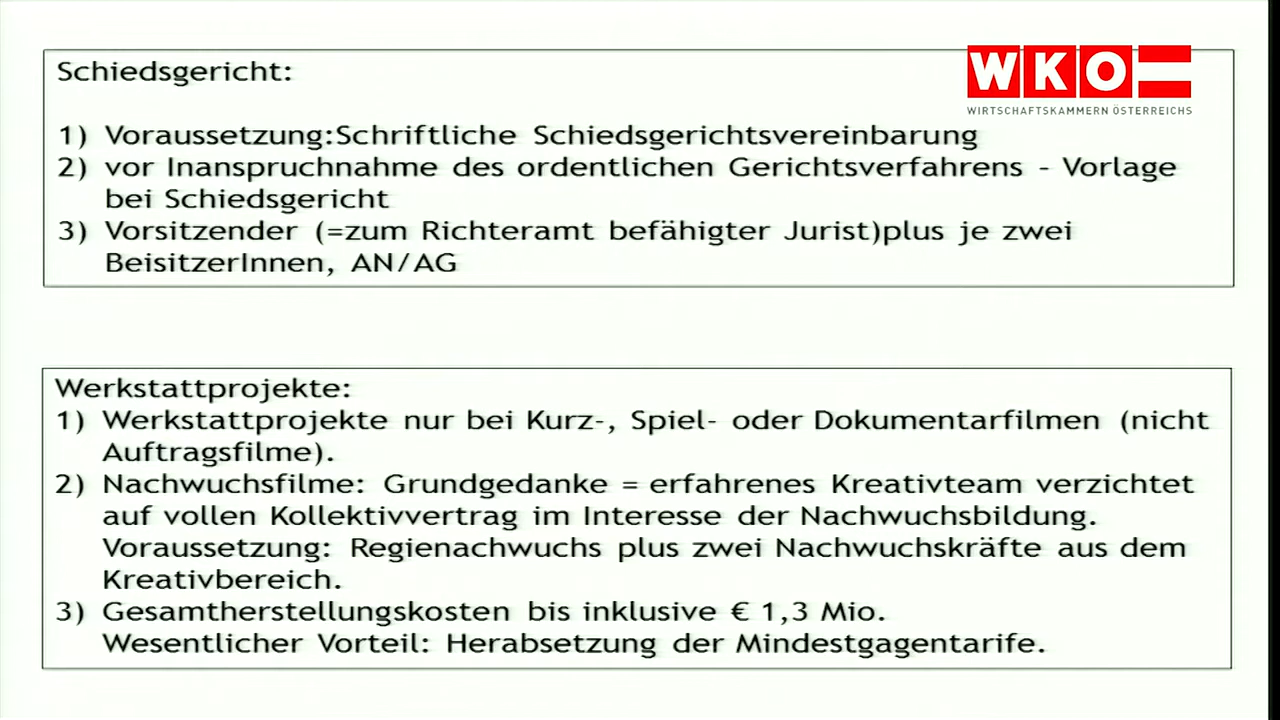 WKO
WIRTSCHAFTSKAMMERN ÖSTERREICHS
Schiedsgericht:
1) Voraussetzung:Schriftliche Schiedsgerichtsvereinbarung
2) vor Inanspruchnahme des ordentlichen Gerichtsverfahrens - Vorlage
bei Schiedsgericht
3) Vorsitzender (=zum Richteramt befähigter Jurist)plus je zwei
BeisitzerInnen, AN/AG
Werkstattprojekte:
1) Werkstattprojekte nur bei Kurz-, Spiel- oder Dokumentarfilmen (nicht
Auftragsfilme).
2) Nachwuchsfilme: Grundgedanke = erfahrenes Kreativteam verzichtet
auf vollen Kollektivvertrag im Interesse der Nachwuchsbildung.
Voraussetzung: Regienachwuchs plus zwei Nachwuchskräfte aus dem
Kreativbereich.
3) Gesamtherstellungskosten bis inklusive € 1,3 Mio.
Wesentlicher Vorteil: Herabsetzung der Mindestgagentarife.